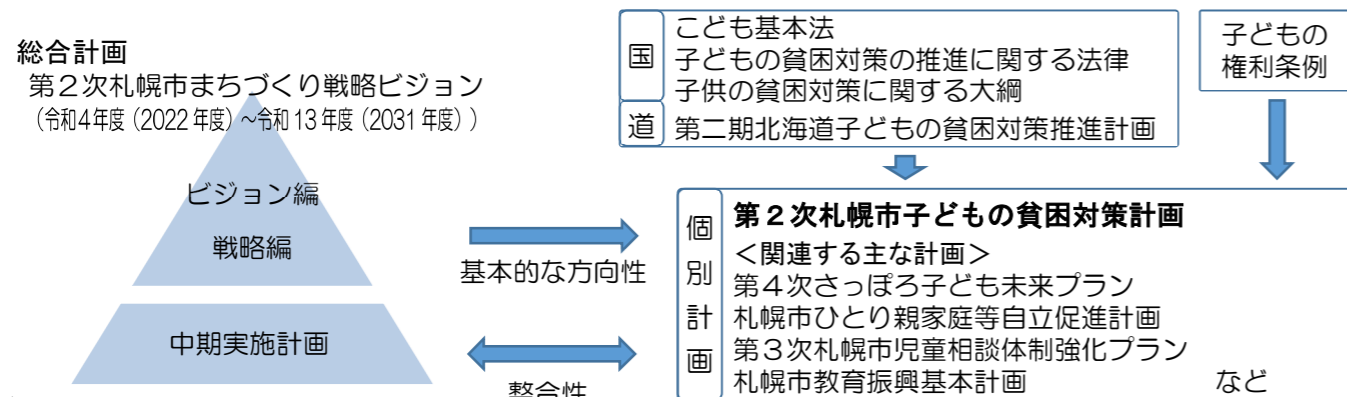 総合計画
第２次札幌市まちづくり戦略ビジョン
（令和４年度（2022年度）～令和13年度（2031年度））
ビジョン編
戦略編
中期実施計画
基本的な方向性
整合性
国
こども基本法
子どもの貧困対策の推進に関する法律
子供の貧困対策に関する大綱
道
第二期北海道子どもの貧困対策推進計画
子どもの
権利条例
個別計画
第２次札幌市子どもの貧困対策計画
＜関連する主な計画＞
第４次さっぽろ子ども未来プラン
札幌市ひとり親家庭等自立促進計画
第３次札幌市児童相談体制強化プラン
札幌市教育振興基本計画　など